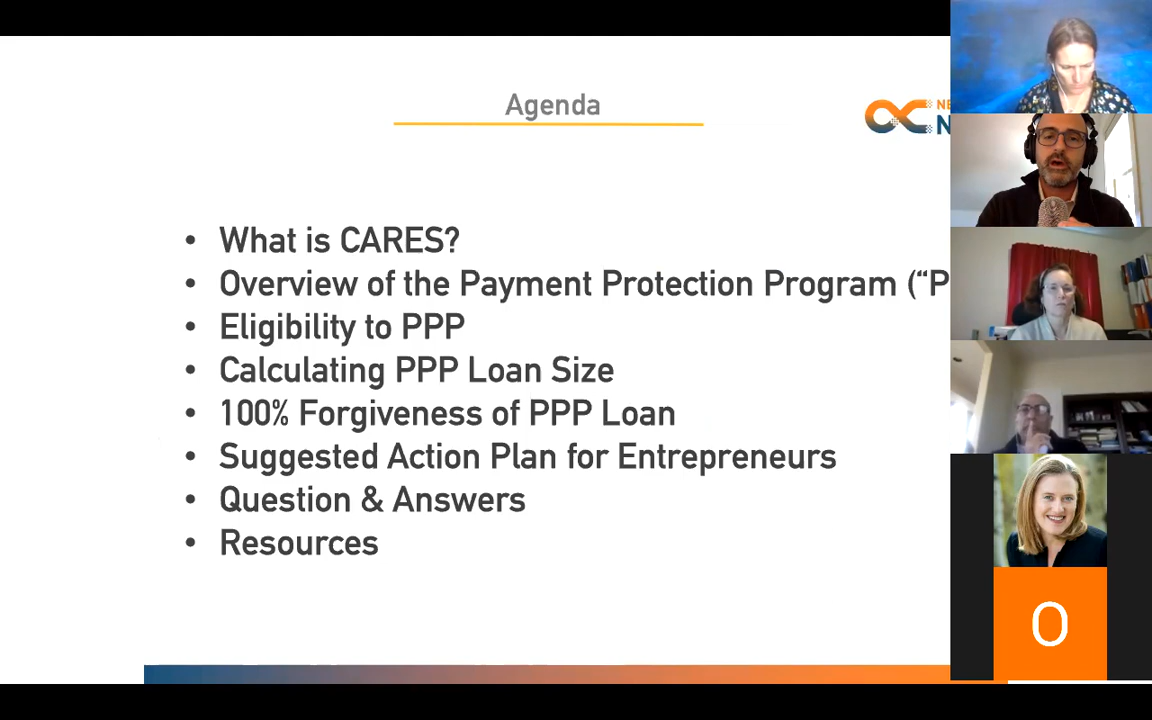 Agenda
NE
N
• What is CARES?
• Overview of the Payment Protection Program (“P
• Eligibility to PPP
• Calculating PPP Loan Size
• 100% Forgiveness of PPP Loan
• Suggested Action Plan for Entrepreneurs
• Question & Answers
• Resources
O